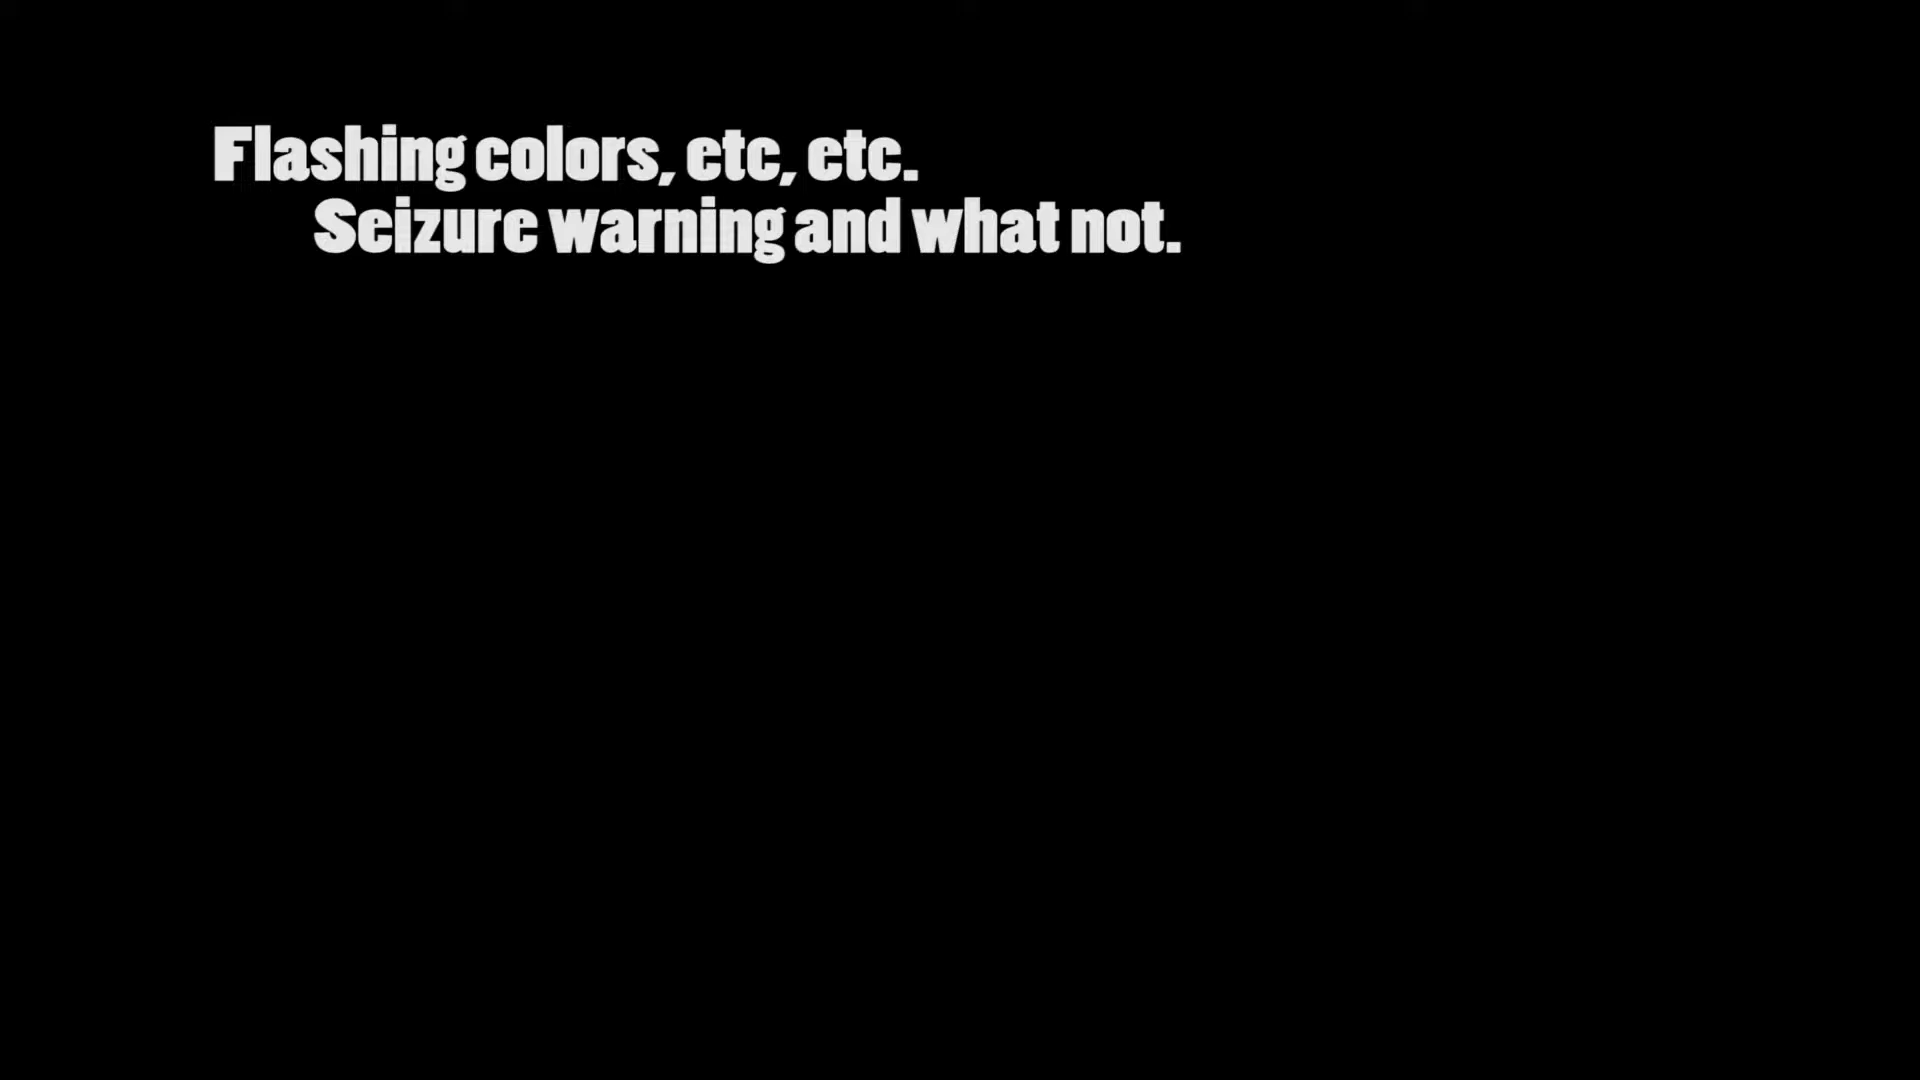 Flashing colors, etc, etc.
Seizure warning and what not.